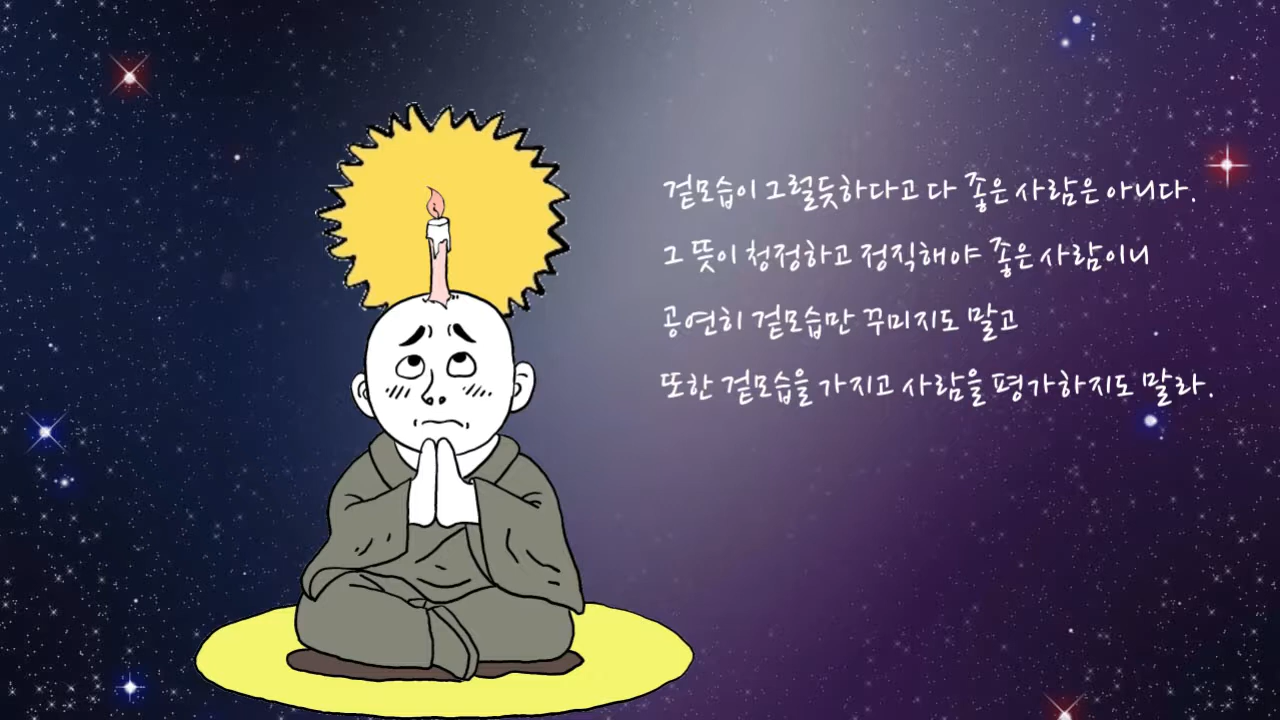 겉모습이 그럴듯하다고 다 좋은 사람은 아니다.
그 뜻이 청정하고 정직해야 좋은 사람이니
공연히 겉모습만 꾸미지도 말고
또한 겉모습을 가지고 사람을 평가하지도 말라.